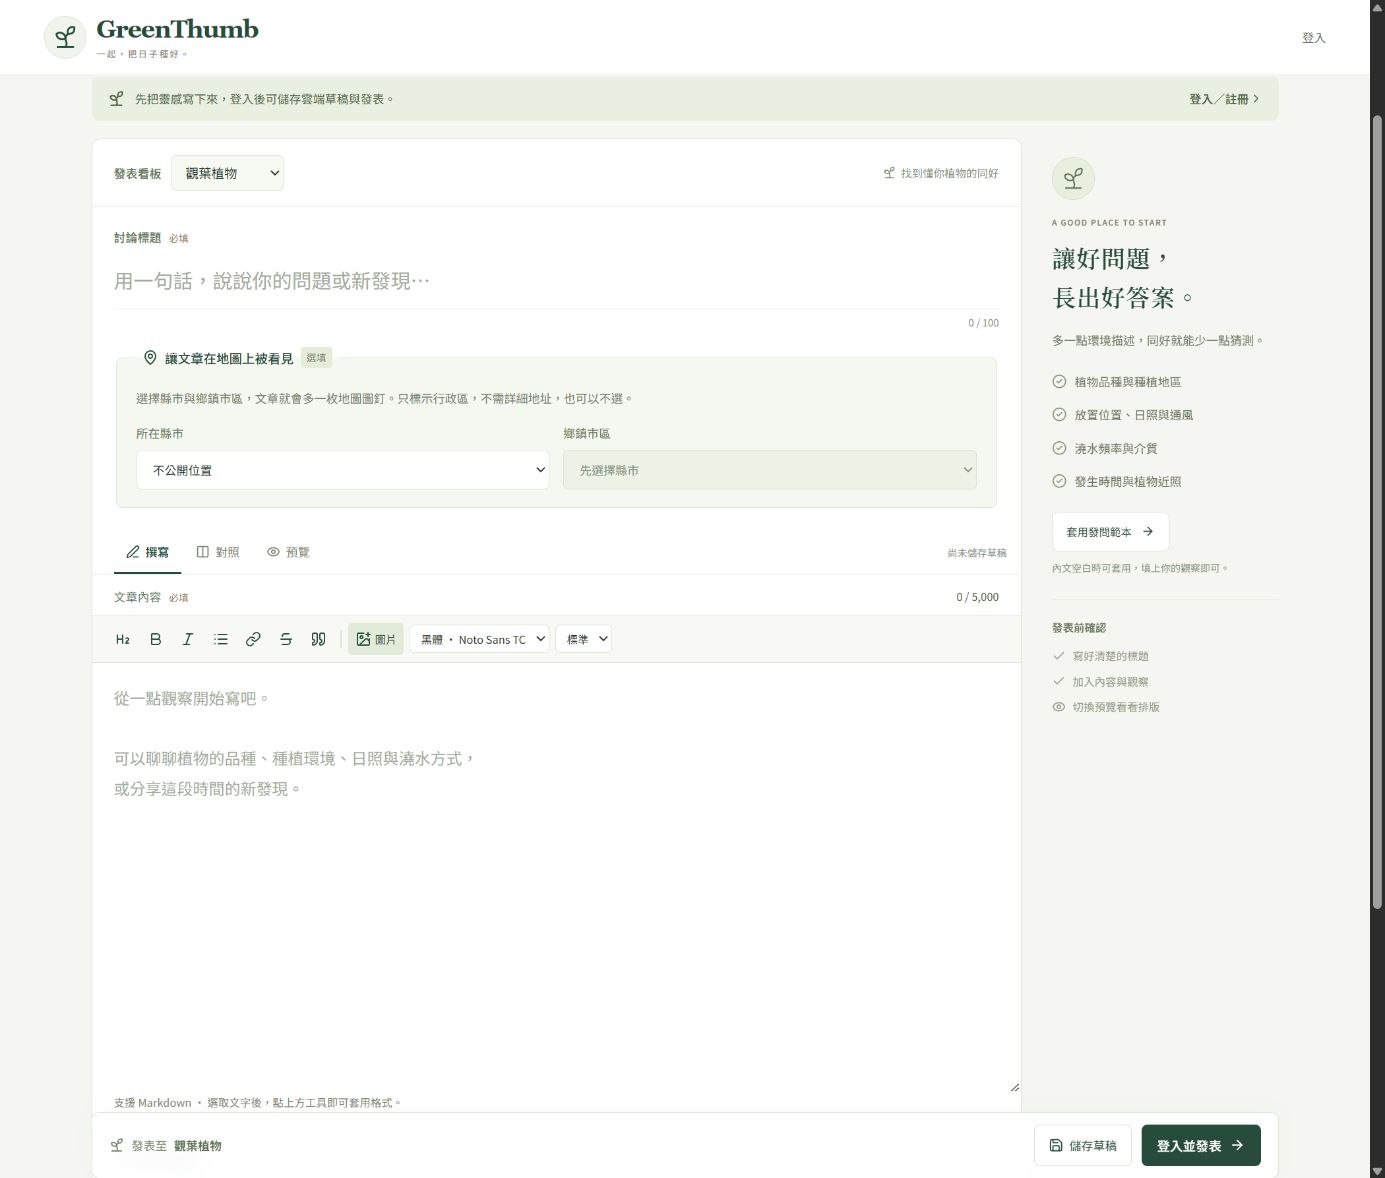 GreenThumb
一起，把日子種好。
登入
先把靈感寫下來，登入後可儲存雲端草稿與發表。
登入／註冊
發表看板
觀葉植物
找到懂你植物的同好
討論標題 必填
用一句話，說說你的問題或新發現⋯
0 / 100
讓文章在地圖上被看見 選填
選擇縣市與鄉鎮市區，文章就會多一枚地圖圖釘。只標示行政區，不需詳細地址，也可以不選。
所在縣市
鄉鎮市區
不公開位置
先選擇縣市
撰寫
對照
預覽
尚未儲存草稿
文章內容 必填
0 / 5,000
H2 B I S 圖片 黑體 · Noto Sans TC 標準
從一點觀察開始寫吧。
可以聊聊植物的品種、種植環境、日照與澆水方式，
或分享這段時間的新發現。
支援 Markdown · 選取文字後，點上方工具即可套用格式。
A GOOD PLACE TO START
讓好問題，
長出好答案。
多一點環境描述，同好就能少一點猜測。
植物品種與種植地區
放置位置、日照與通風
澆水頻率與介質
發生時間與植物近照
套用發問範本
內文空白時可套用，填上你的觀察即可。
發表前確認
寫好清楚的標題
加入內容與觀察
切換預覽看看排版
發表至 觀葉植物
儲存草稿
登入並發表